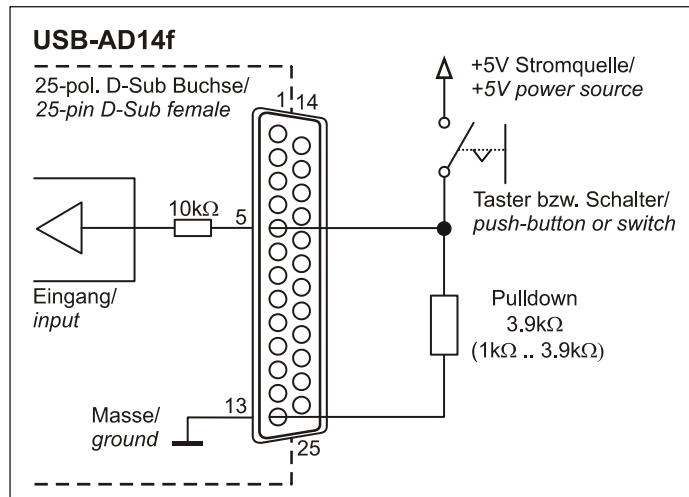 USB-AD14f
25-pol. D-Sub Buchse/
25-pin D-Sub female
1
14
+5V Stromquelle/
+5V power source
10kΩ
5
Taster bzw. Schalter/
push-button or switch
Eingang/
input
Pulldown
3.9kΩ
(1kΩ .. 3.9kΩ)
Masse/
ground
13
25